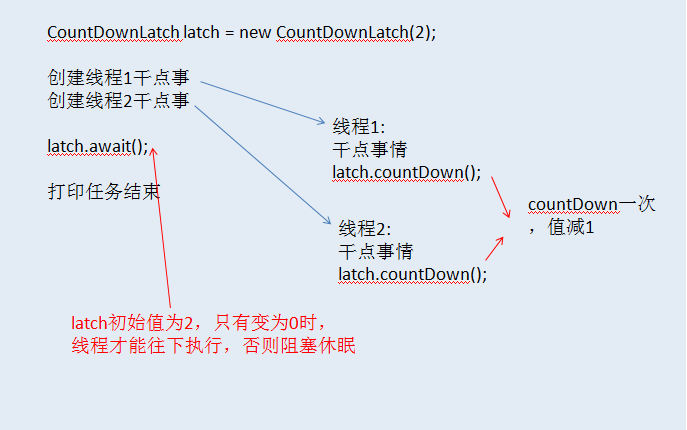 CountDownLatch latch = new CountDownLatch(2);
创建线程1干点事
创建线程2干点事
latch.await();
打印任务结束
线程1:
干点事情
latch.countDown();
线程2:
干点事情
latch.countDown();
countDown一次
，值减1
latch初始值为2，只有变为0时，
线程才能往下执行，否则阻塞休眠